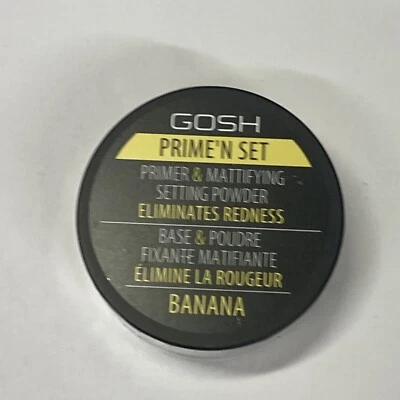 GOSH
PRIME'N SET
PRIMER & MATTIFYING
SETTING POWDER
ELIMINATES REDNESS
BASE & POUDRE
FIXANTE MATIFIANTE
ÉLIMINE LA ROUGEUR
BANANA